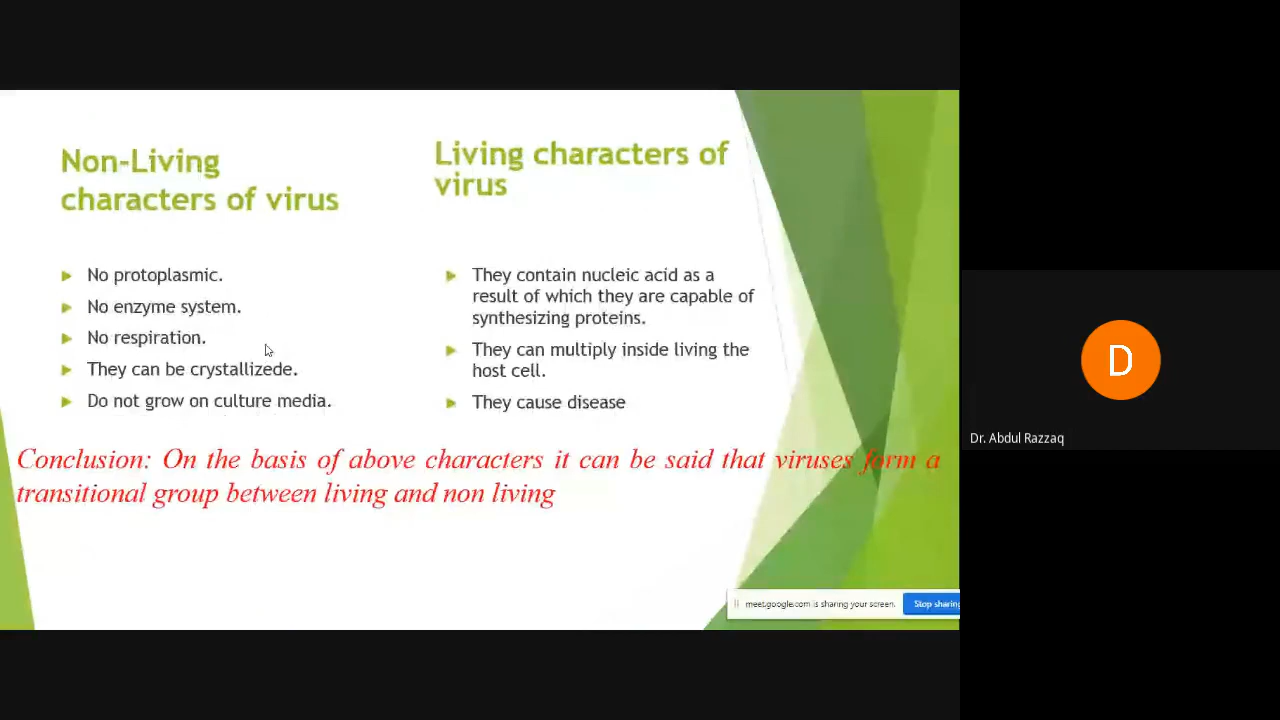 Non-Living
characters of virus
No protoplasmic.
No enzyme system.
No respiration.
They can be crystallizede.
Do not grow on culture media.
Living characters of
virus
They contain nucleic acid as a
result of which they are capable of
synthesizing proteins.
They can multiply inside living the
host cell.
They cause disease
Conclusion: On the basis of above characters it can be said that viruses form a
transitional group between living and non living
meet.google.com is sharing your screen.
Stop sharing
D
Dr. Abdul Razzaq